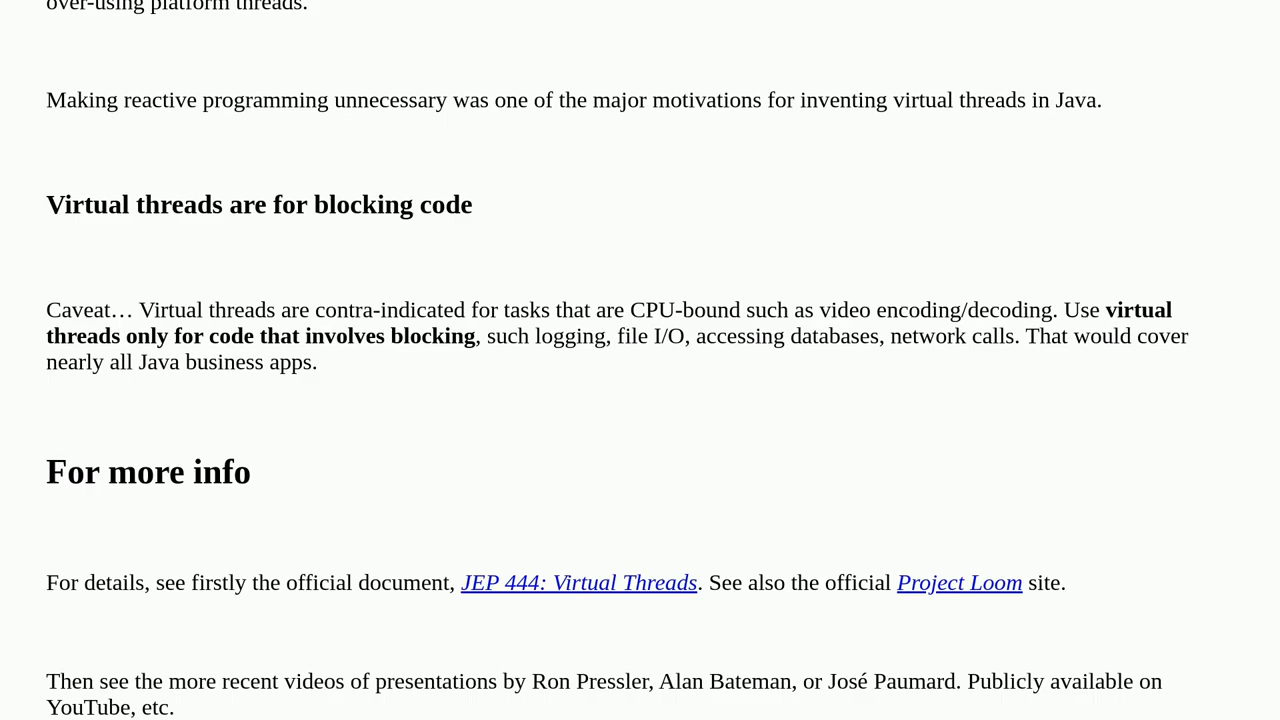 over-using platform threads.
Making reactive programming unnecessary was one of the major motivations for inventing virtual threads in Java.
Virtual threads are for blocking code
Caveat… Virtual threads are contra-indicated for tasks that are CPU-bound such as video encoding/decoding. Use virtual
threads only for code that involves blocking, such logging, file I/O, accessing databases, network calls. That would cover
nearly all Java business apps.
For more info
For details, see firstly the official document, JEP 444: Virtual Threads. See also the official Project Loom site.
Then see the more recent videos of presentations by Ron Pressler, Alan Bateman, or José Paumard. Publicly available on
YouTube, etc.